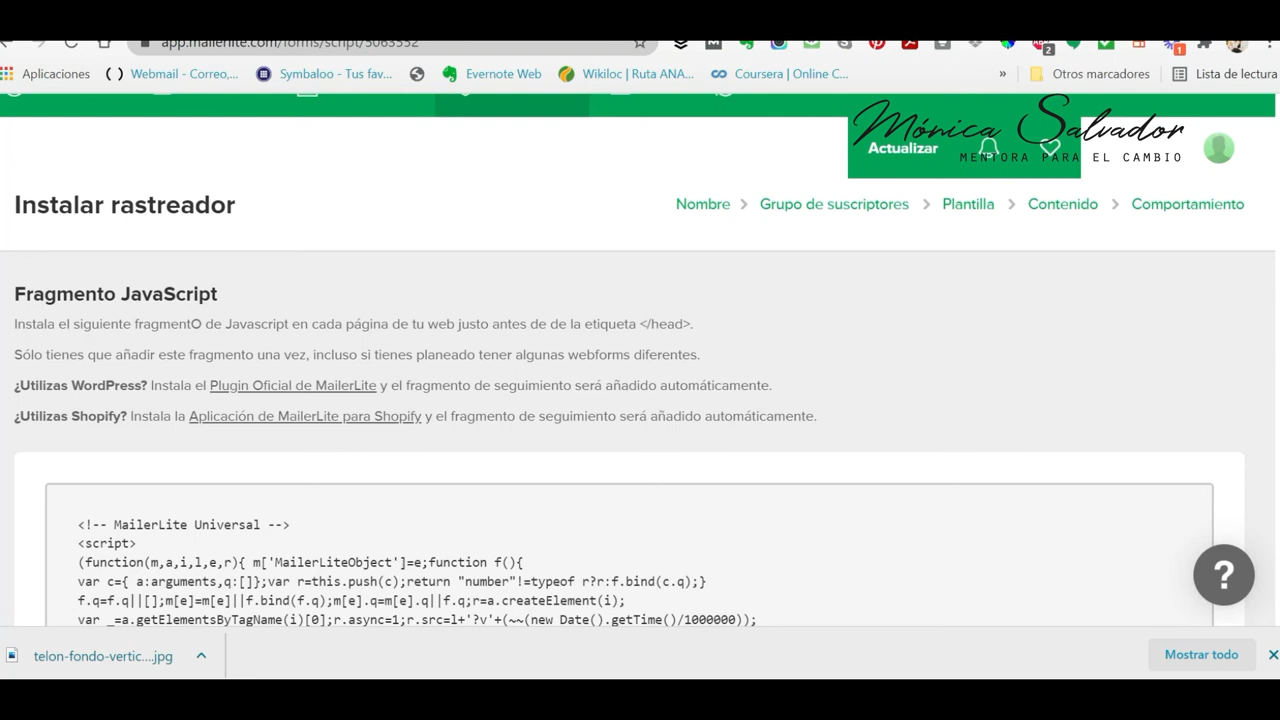 app.mailerlite.com/forms/script/5063552
2
1
Aplicaciones
Webmail - Correo,...
Symbaloo - Tus fav...
Evernote Web
Wikiloc | Ruta ANA...
Coursera | Online C...
»
Otros marcadores
Lista de lectura
Mónica Salvador
Actualizar
MENTORA PARA EL CAMBIO
Instalar rastreador
Nombre > Grupo de suscriptores > Plantilla > Contenido > Comportamiento
Fragmento JavaScript
Instala el siguiente fragmentO de Javascript en cada página de tu web justo antes de de la etiqueta </head>.
Sólo tienes que añadir este fragmento una vez, incluso si tienes planeado tener algunas webforms diferentes.
¿Utilizas WordPress? Instala el Plugin Oficial de MailerLite y el fragmento de seguimiento será añadido automáticamente.
¿Utilizas Shopify? Instala la Aplicación de MailerLite para Shopify y el fragmento de seguimiento será añadido automáticamente.
<!-- MailerLite Universal -->
<script>
(function(m,a,i,l,e,r){ m['MailerLiteObject']=e;function f(){
var c={ a:arguments,q:[]};var r=this.push(c);return "number"!=typeof r?r:f.bind(c.q);}
f.q=f.q||[];m[e]=m[e]||f.bind(f.q);m[e].q=m[e].q||f.q;r=a.createElement(i);
var _=a.getElementsByTagName(i)[0];r.async=1;r.src=l+'?v'+(~~(new Date().getTime()/1000000));
?
telon-fondo-vertic....jpg
Mostrar todo